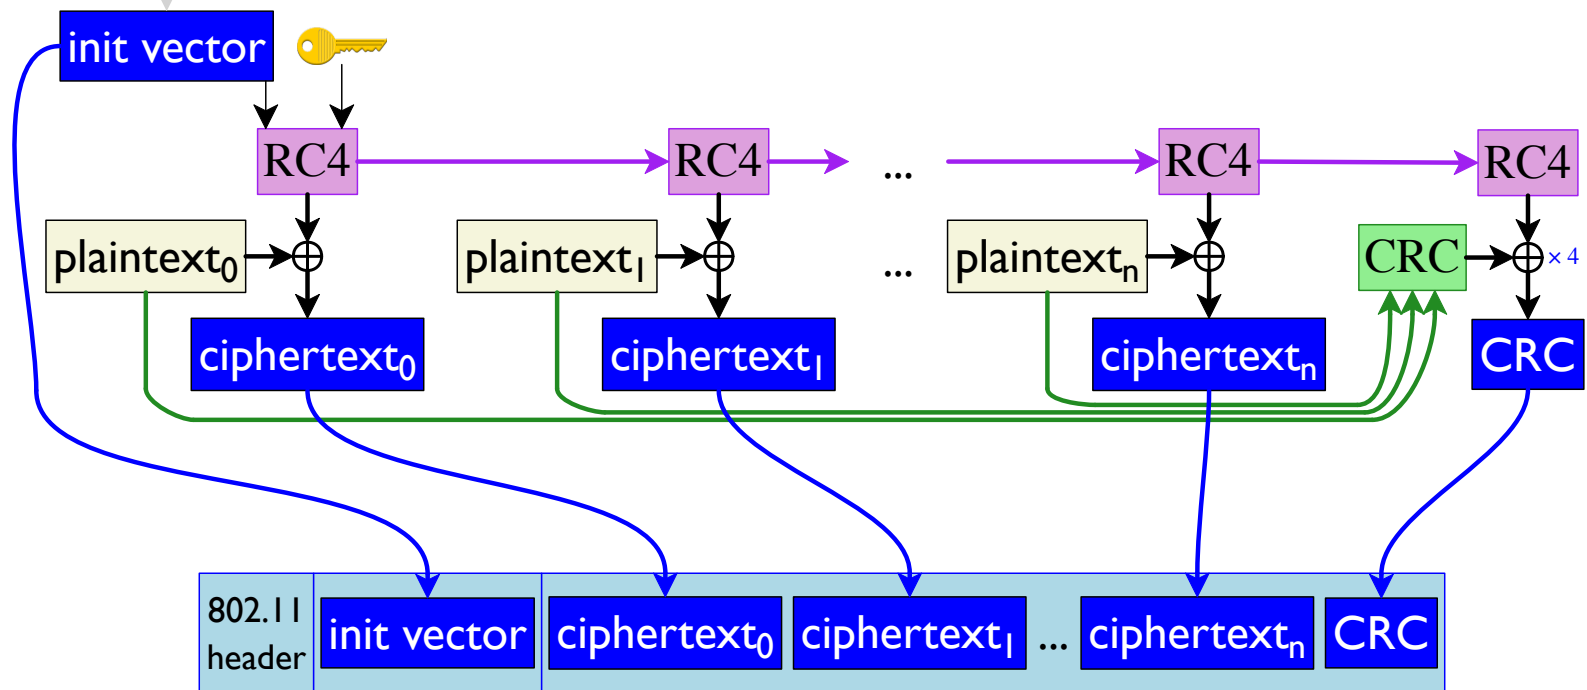 init vector
RC4 RC4 ... RC4 RC4
plaintext₀ plaintext₁ ... plaintextₙ CRC × 4
ciphertext₀ ciphertext₁ ciphertextₙ CRC
802.11
header
init vector ciphertext₀ ciphertext₁ ... ciphertextₙ CRC